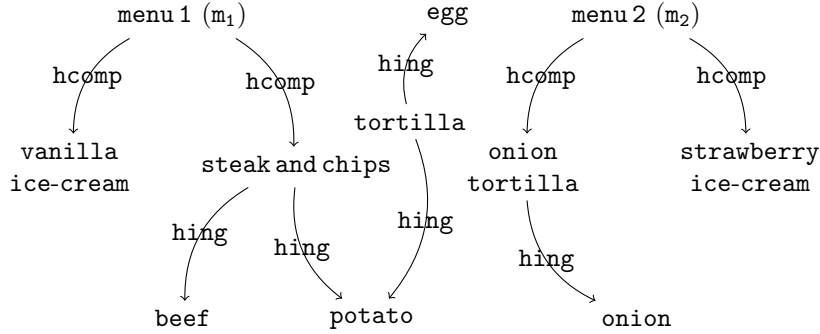 menu 1 (m₁)
egg
menu 2 (m₂)
hcomp
hcomp
hing
hcomp
hcomp
tortilla
vanilla
ice-cream
steak and chips
onion
tortilla
strawberry
ice-cream
hing
hing
hing
hing
beef
potato
onion